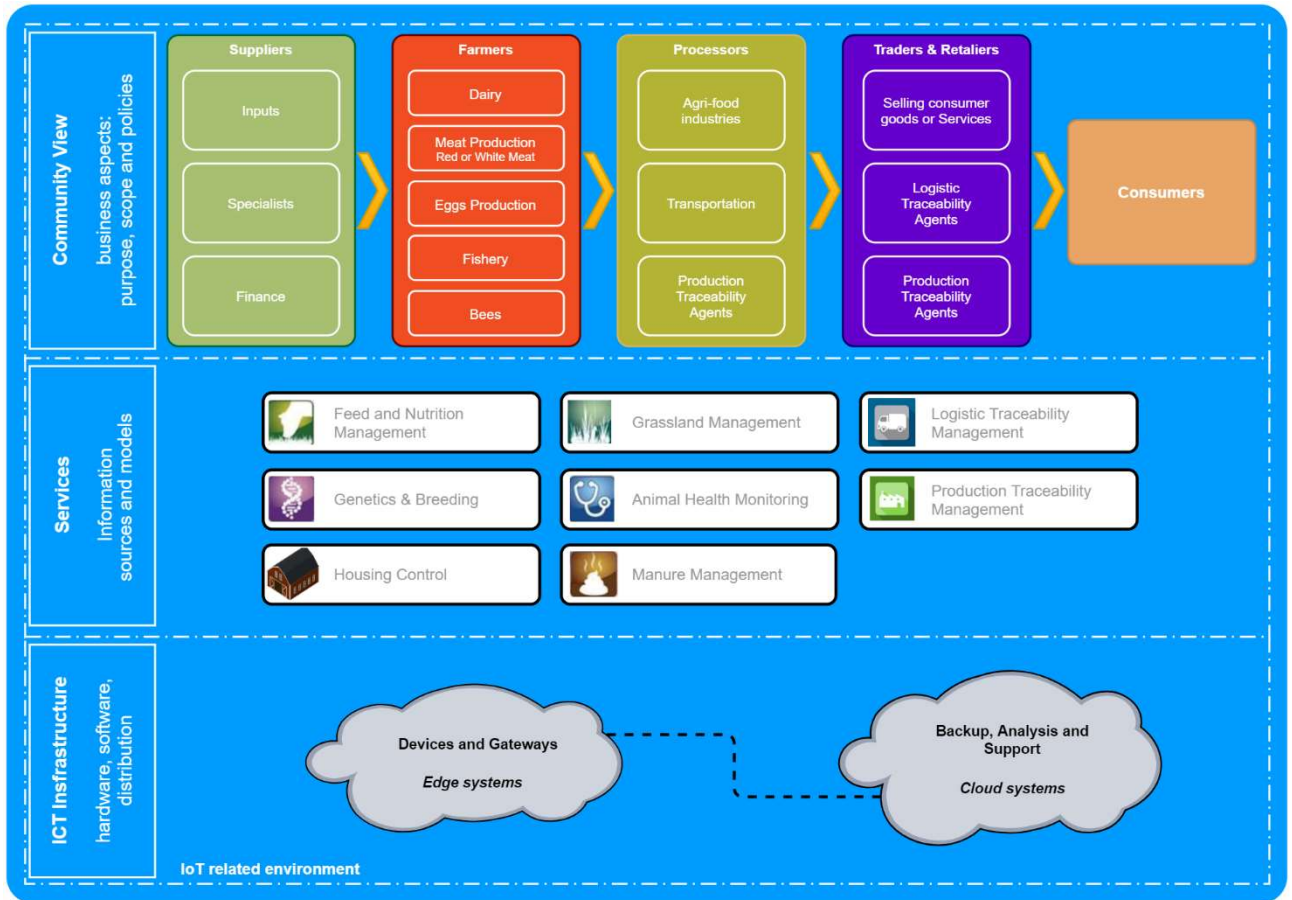 Community View
business aspects:
purpose, scope and policies
Suppliers
Inputs
Specialists
Finance
Farmers
Dairy
Meat Production
Red or White Meat
Eggs Production
Fishery
Bees
Processors
Agri-food
industries
Transportation
Production
Traceability
Agents
Traders & Retaliers
Selling consumer
goods or Services
Logistic
Traceability
Agents
Production
Traceability
Agents
Consumers
Services
Information
sources and models
Feed and Nutrition
Management
Grassland Management
Logistic Traceability
Management
Genetics & Breeding
Animal Health Monitoring
Production Traceability
Management
Housing Control
Manure Management
ICT Insfrastructure
hardware, software,
distribution
Devices and Gateways
Edge systems
Backup, Analysis and
Support
Cloud systems
IoT related environment